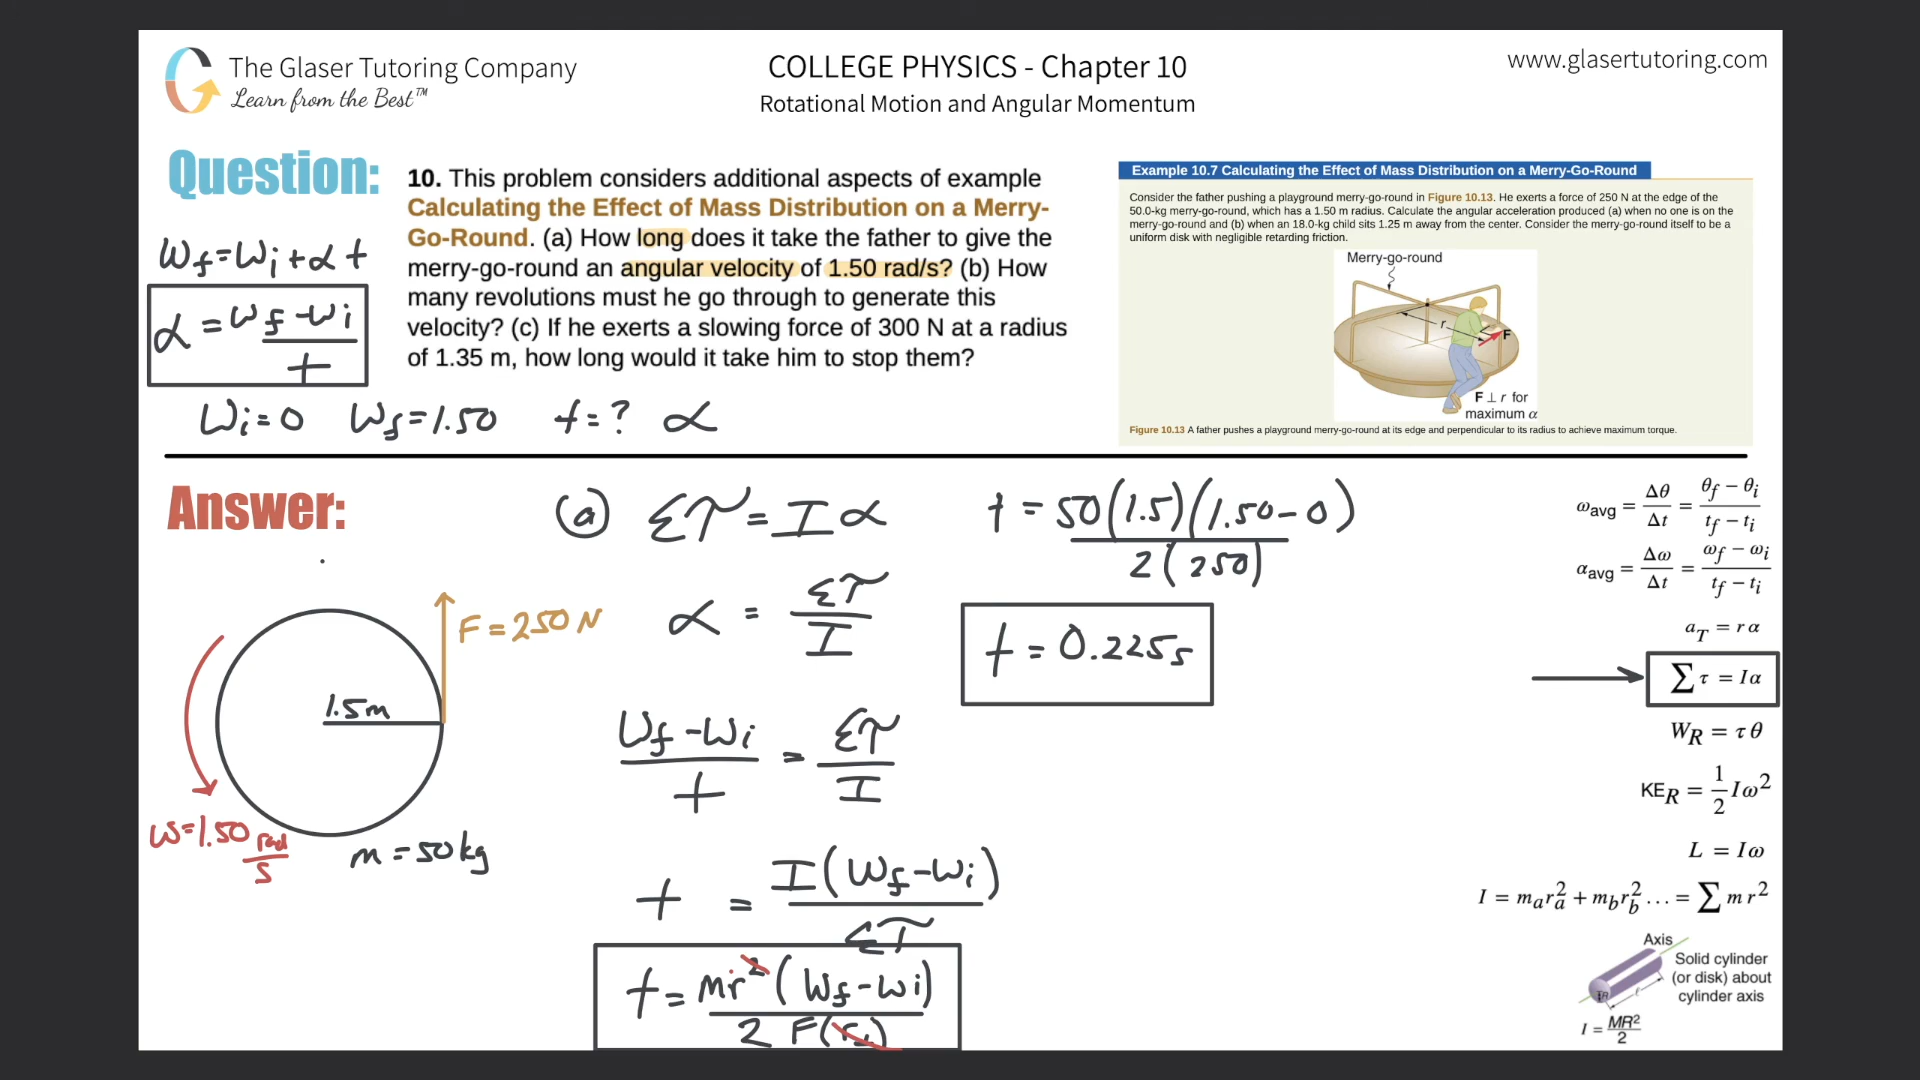 The Glaser Tutoring Company
Learn from the Best™
COLLEGE PHYSICS - Chapter 10
Rotational Motion and Angular Momentum
www.glasertutoring.com
Question:
10. This problem considers additional aspects of example
Calculating the Effect of Mass Distribution on a Merry-
Go-Round. (a) How long does it take the father to give the
merry-go-round an angular velocity of 1.50 rad/s? (b) How
many revolutions must he go through to generate this
velocity? (c) If he exerts a slowing force of 300 N at a radius
of 1.35 m, how long would it take him to stop them?
Example 10.7 Calculating the Effect of Mass Distribution on a Merry-Go-Round
Consider the father pushing a playground merry-go-round in Figure 10.13. He exerts a force of 250 N at the edge of the
50.0-kg merry-go-round, which has a 1.50 m radius. Calculate the angular acceleration produced (a) when no one is on the
merry-go-round and (b) when an 18.0-kg child sits 1.25 m away from the center. Consider the merry-go-round itself to be a
uniform disk with negligible retarding friction.
Merry-go-round
r
F
F ⊥ r for
maximum α
Figure 10.13 A father pushes a playground merry-go-round at its edge and perpendicular to its radius to achieve maximum torque.
ωf = ωi + αt
α = ωf - ωi / t
ωi = 0 ωf = 1.50 t = ? α
Answer:
F = 250 N
1.5m
ω = 1.50 rad/s
m = 50 kg
(a) Στ = Iα
α = Στ / I
ωf - ωi / t = Στ / I
t = I(ωf - ωi) / Στ
t = mr²(ωf - ωi) / 2 F(r⊥)
t = 50(1.5)(1.50 - 0) / 2(250)
t = 0.225 s
ωavg = Δθ/Δt = θf − θi / tf − ti
αavg = Δω/Δt = ωf − ωi / tf − ti
aT = rα
∑τ = Iα
WR = τθ
KER = 1/2 Iω²
L = Iω
I = mara² + mbrb² ... = ∑mr²
Axis
Solid cylinder
(or disk) about
cylinder axis
R
ℓ
I = MR²/2